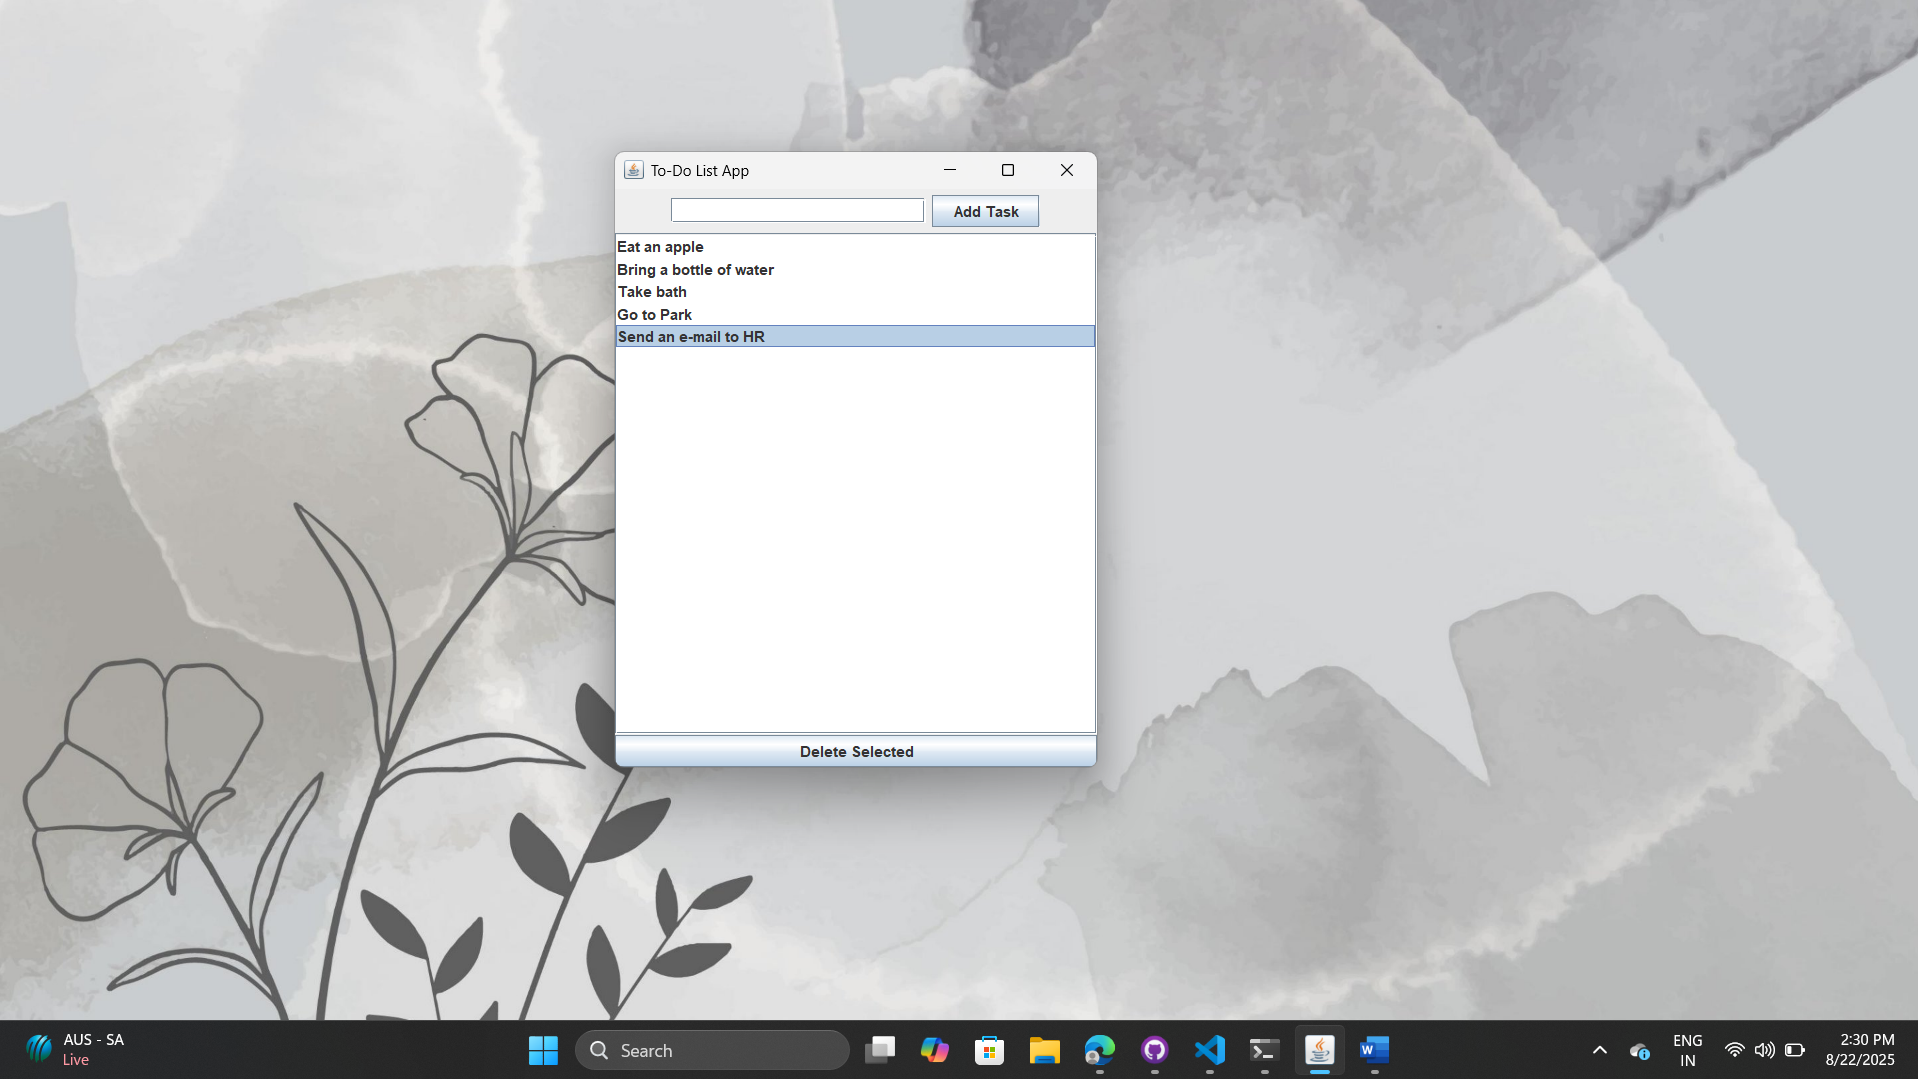 To-Do List App
Add Task
Eat an apple
Bring a bottle of water
Take bath
Go to Park
Send an e-mail to HR
Delete Selected
AUS - SA
Live
Search
W
ENG
IN
2:30 PM
8/22/2025